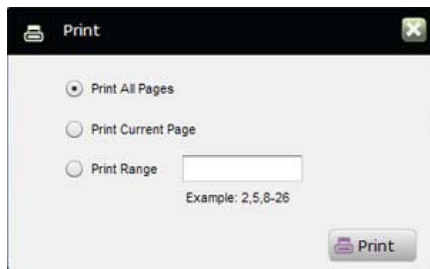 Print
Print All Pages
Print Current Page
Print Range
Example: 2,5,8-26
Print